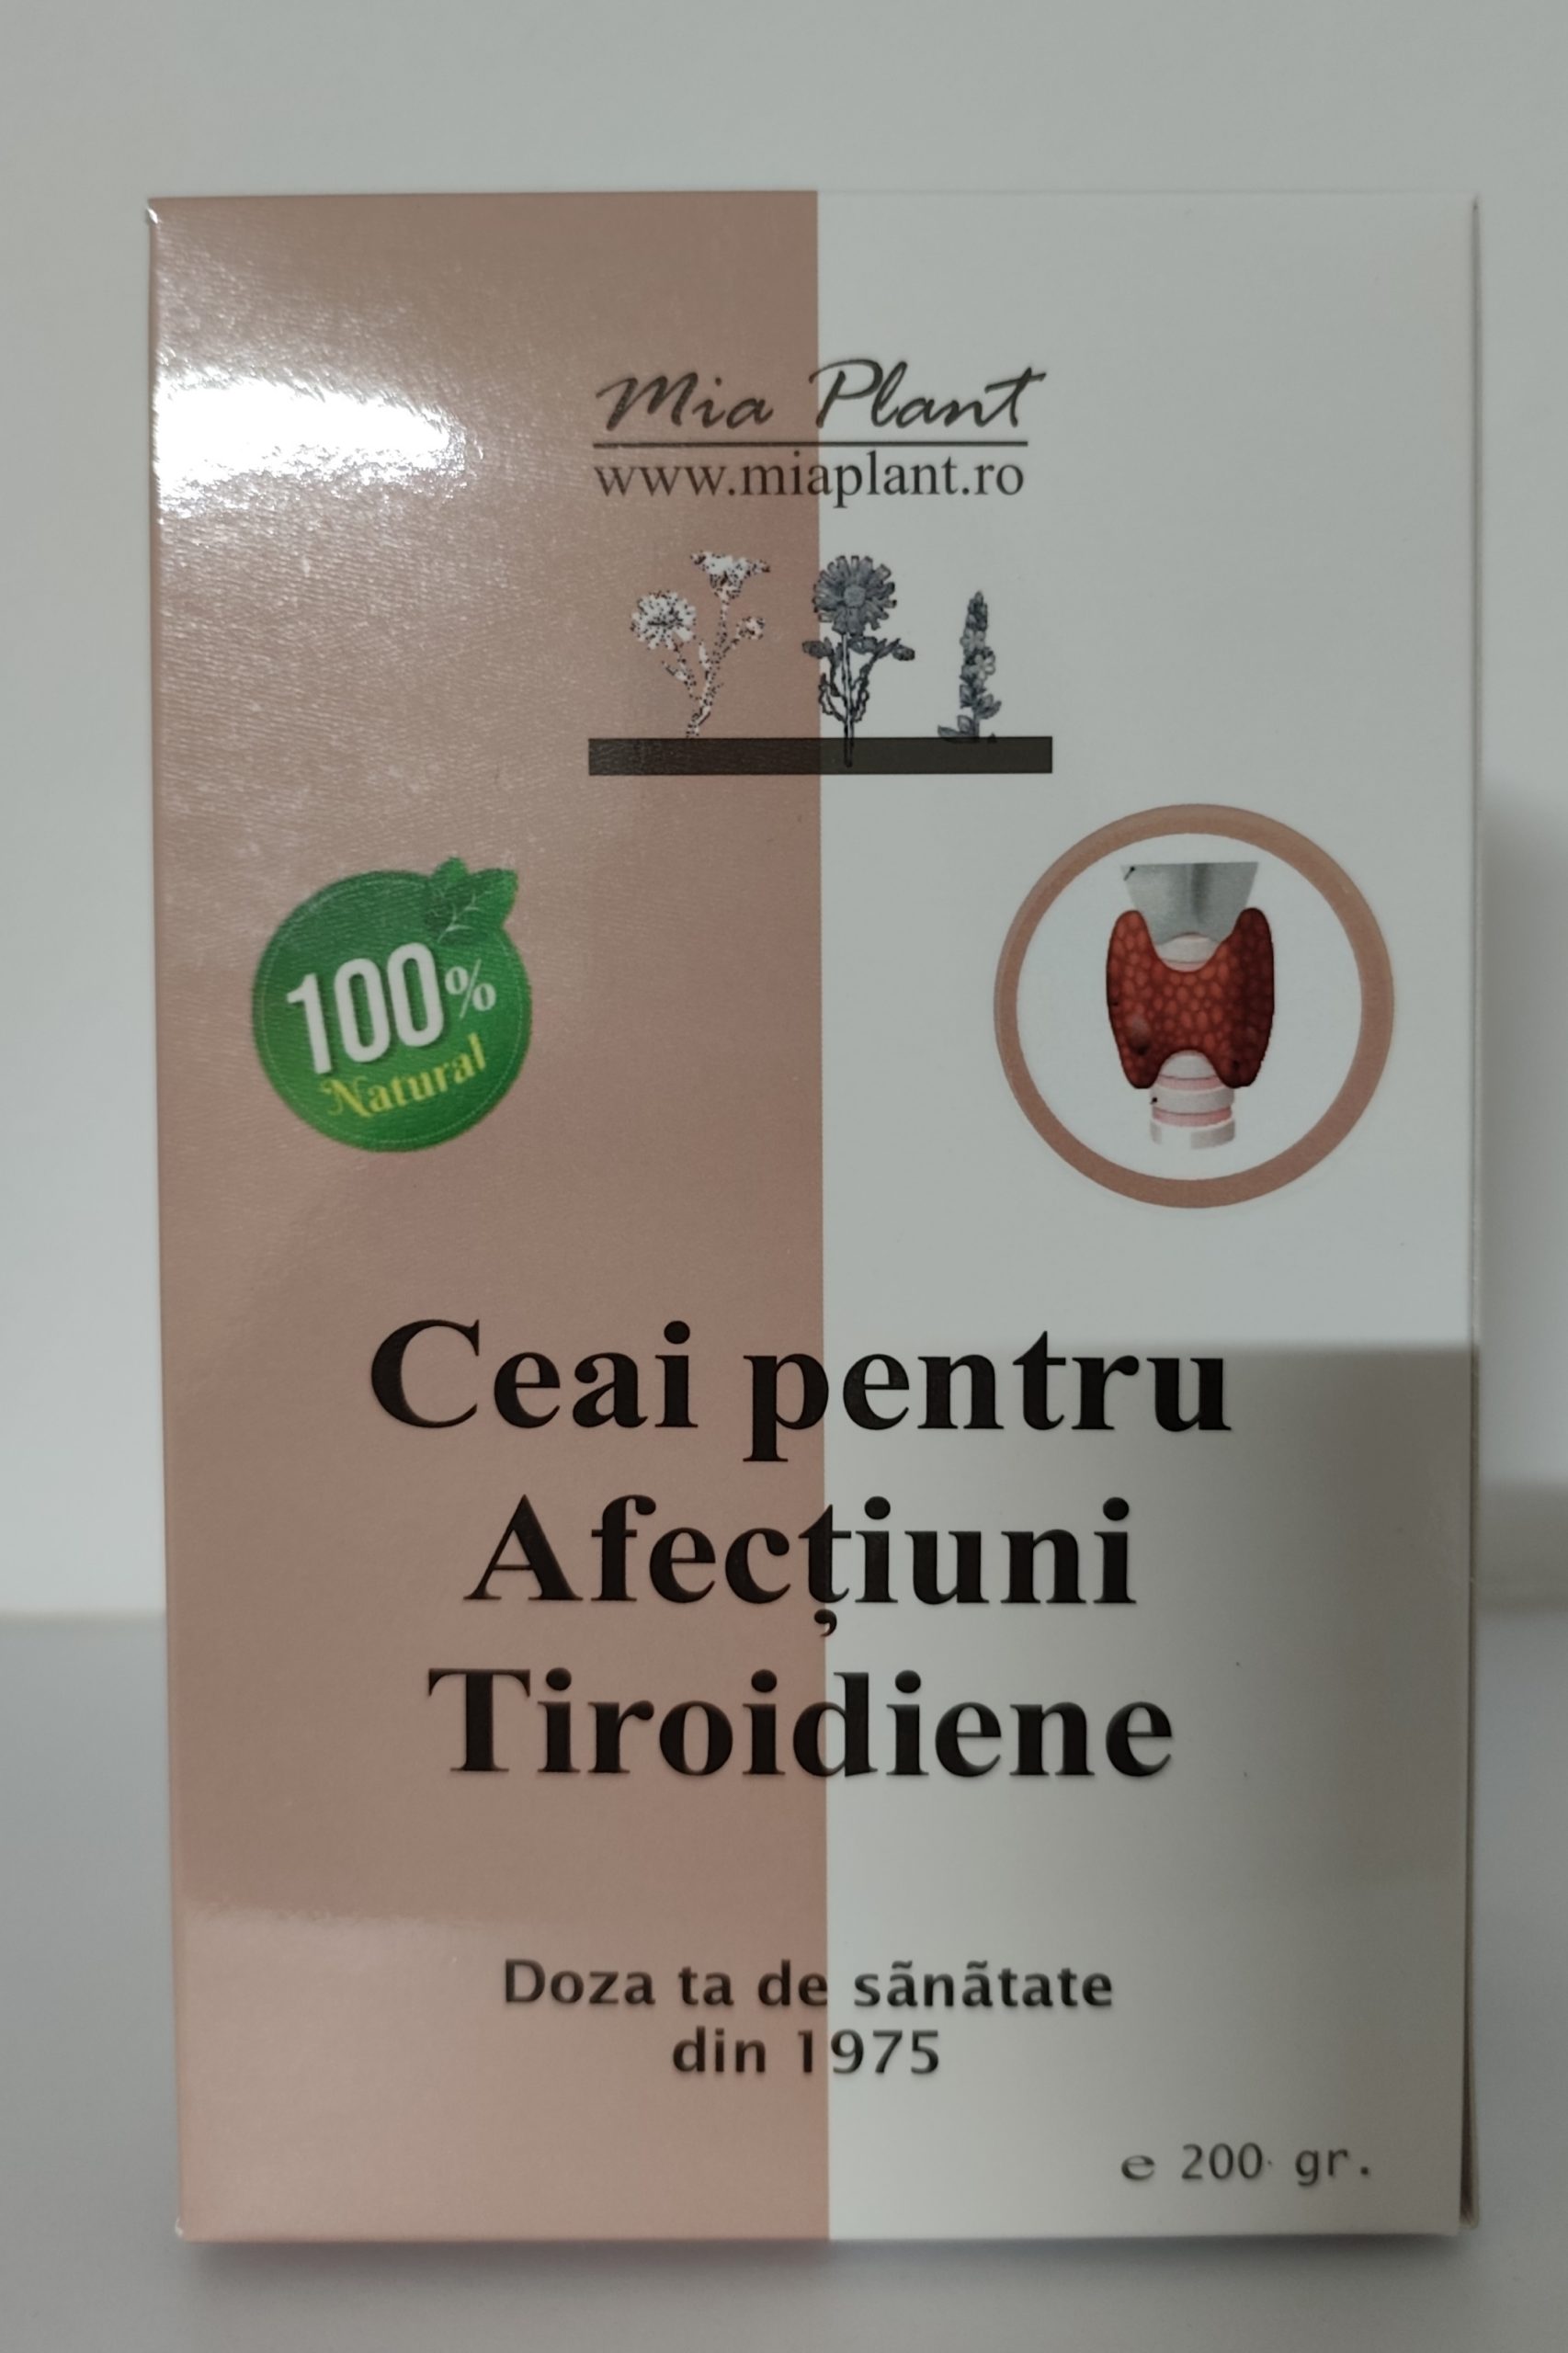 Mia Plant
www.miaplant.ro
100%
Natural
Ceai pentru
Afecțiuni
Tiroidiene
Doza ta de sãnãtate
din 1975
e 200 gr.